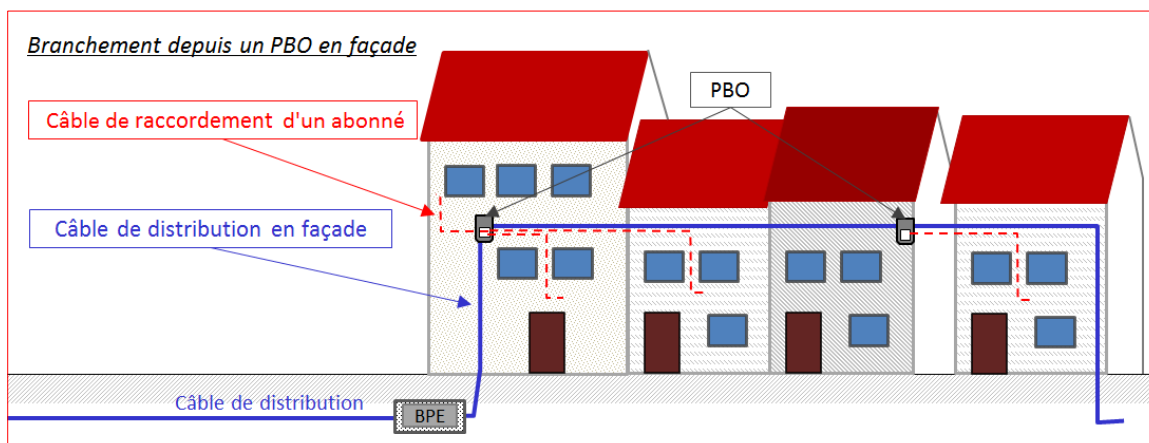 Branchement depuis un PBO en façade
PBO
Câble de raccordement d'un abonné
Câble de distribution en façade
Câble de distribution
BPE